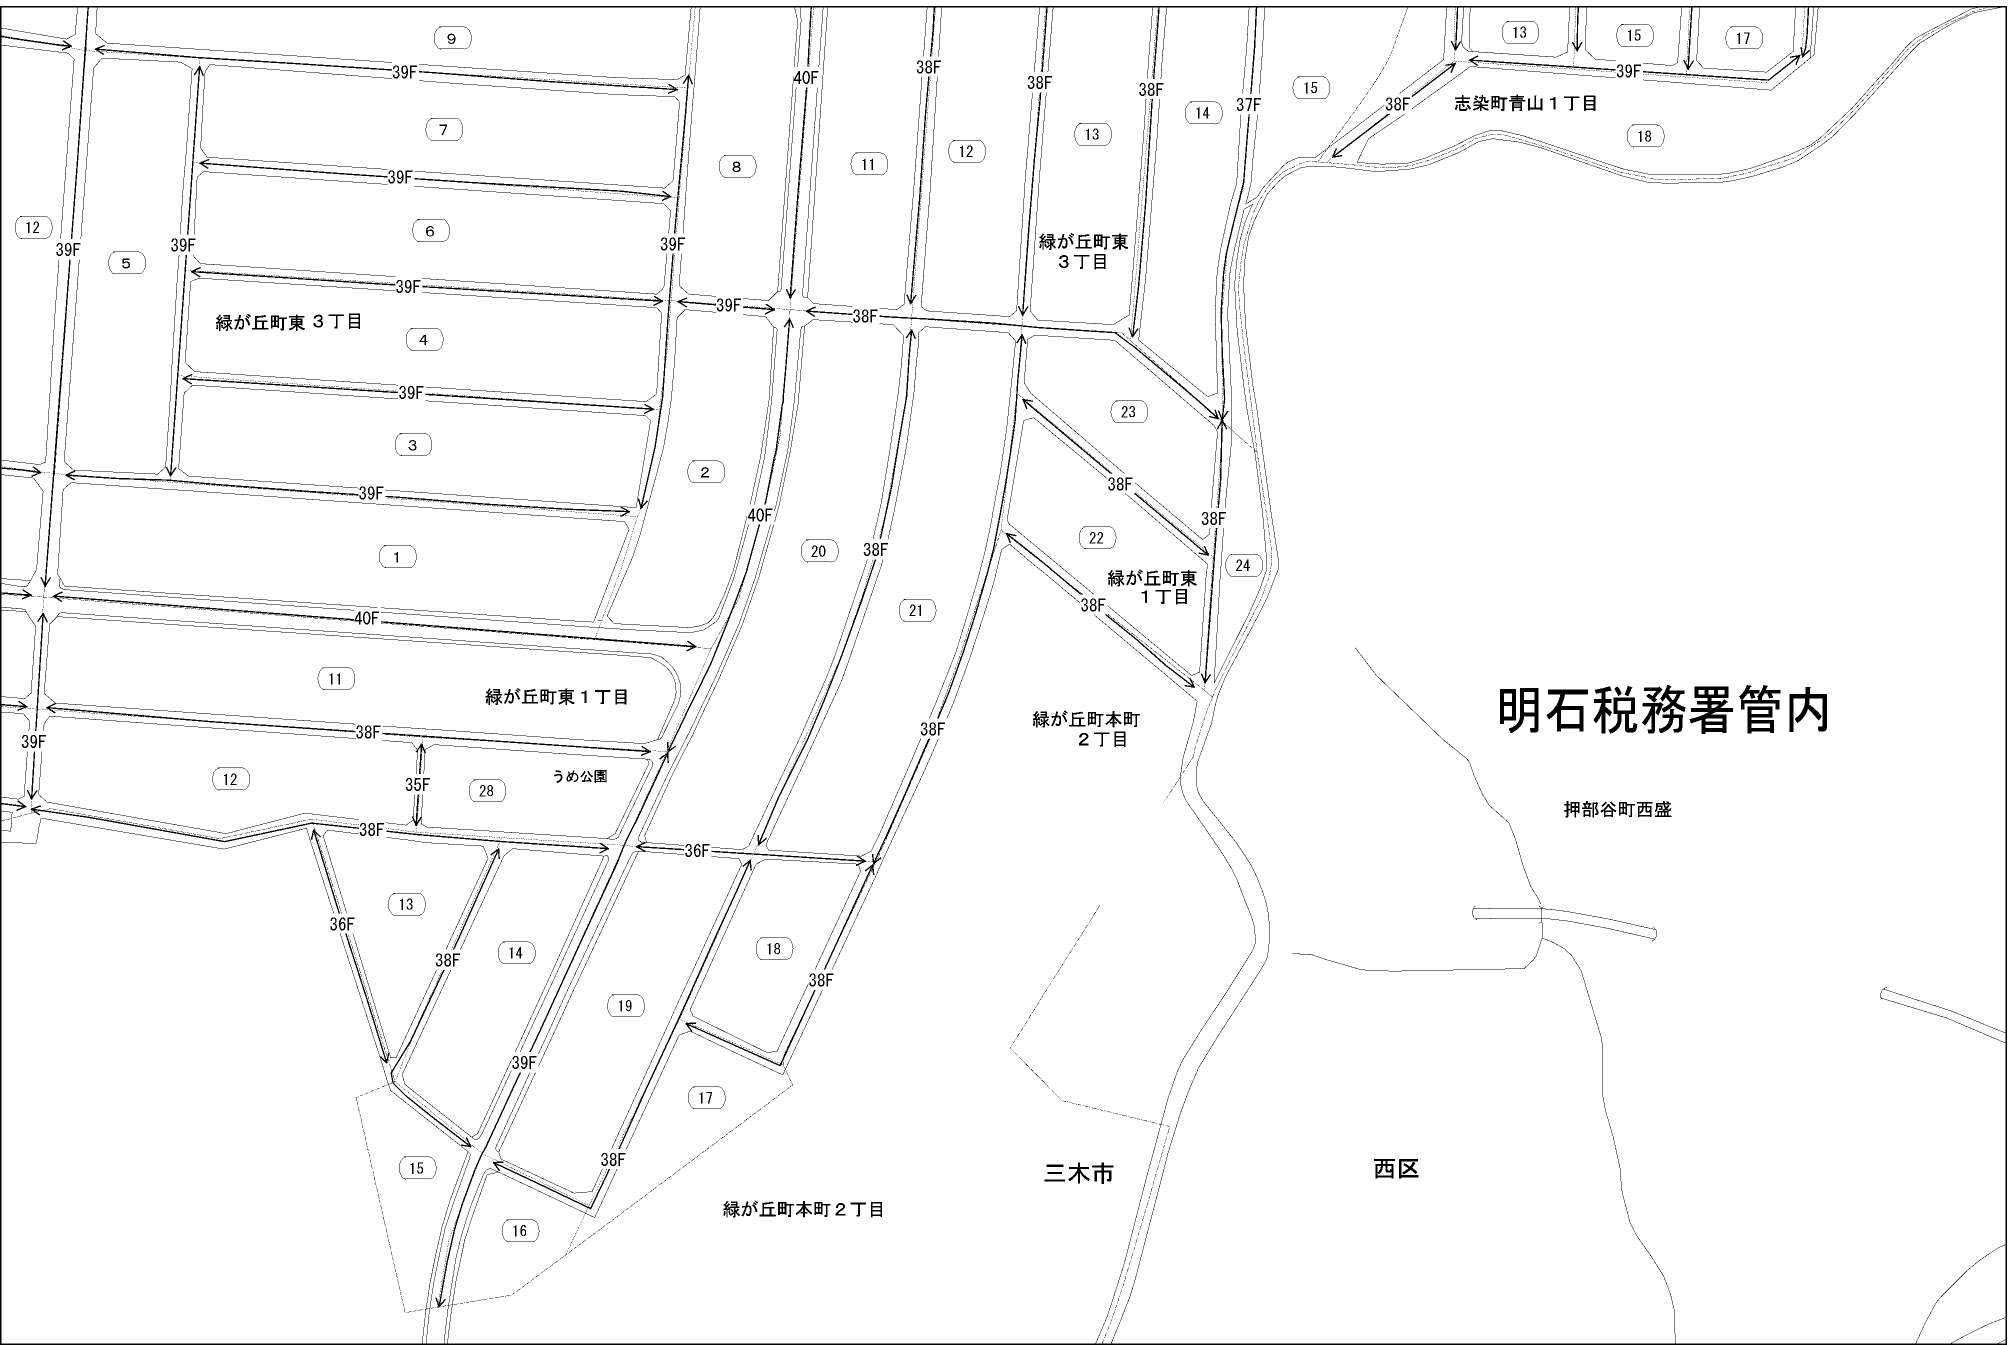 9
13
15
17
39F
39F
40F
38F
38F
38F
37F
15
38F
志染町青山１丁目
14
7
13
18
12
8
11
39F
12
39F
5
39F
6
39F
緑が丘町東
３丁目
39F
39F
38F
緑が丘町東３丁目
4
39F
23
3
2
39F
38F
40F
38F
1
20
38F
22
24
緑が丘町東
１丁目
38F
21
40F
11
緑が丘町東１丁目
緑が丘町本町
２丁目
明石税務署管内
38F
38F
39F
12
35F
28
うめ公園
押部谷町西盛
38F
36F
13
36F
38F
14
18
38F
19
39F
17
38F
15
三木市
西区
16
緑が丘町本町２丁目